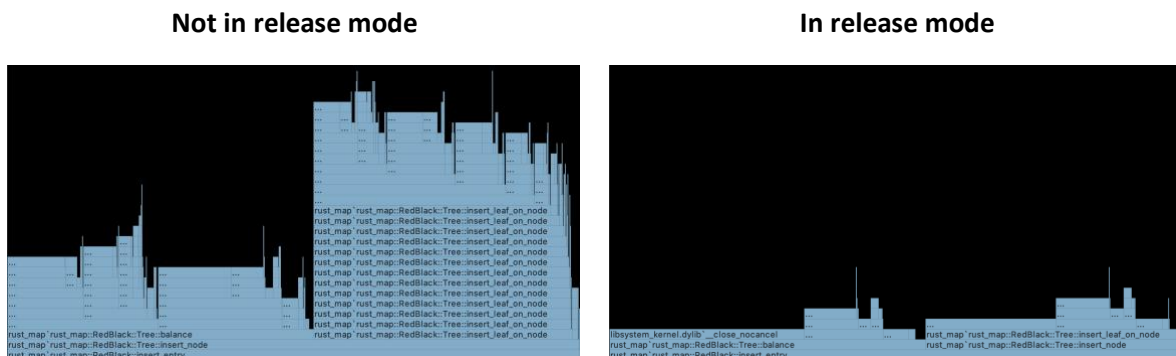 Not in release mode
In release mode
rust_map`rust_map::RedBlack::Tree::insert_leaf_on_node
rust_map`rust_map::RedBlack::Tree::insert_leaf_on_node
rust_map`rust_map::RedBlack::Tree::insert_leaf_on_node
rust_map`rust_map::RedBlack::Tree::insert_leaf_on_node
rust_map`rust_map::RedBlack::Tree::insert_leaf_on_node
rust_map`rust_map::RedBlack::Tree::insert_leaf_on_node
rust_map`rust_map::RedBlack::Tree::insert_leaf_on_node
rust_map`rust_map::RedBlack::Tree::insert_leaf_on_node
rust_map`rust_map::RedBlack::Tree::insert_leaf_on_node
rust_map`rust_map::RedBlack::Tree::insert_leaf_on_node
rust_map`rust_map::RedBlack::Tree::insert_leaf_on_node
rust_map`rust_map::RedBlack::Tree::insert_leaf_on_node
rust_map`rust_map::RedBlack::Tree::balance
rust_map`rust_map::RedBlack::Tree::insert_leaf_on_node
rust_map`rust_map::RedBlack::Tree::insert_node
rust_map`rust_map::RedBlack::Tree::insert_entry
libsystem_kernel.dylib`__close_nocancel
rust_map`rust_map::RedBlack::Tree::insert_leaf_on_node
rust_map`rust_map::RedBlack::Tree::balance
rust_map`rust_map::RedBlack::Tree::insert_node
rust_map`rust_map::RedBlack::Tree::insert_entry